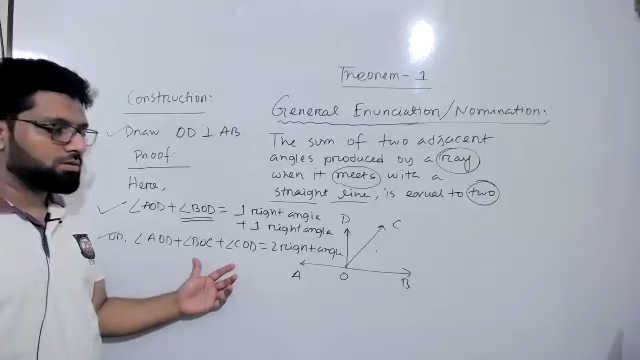 Theorem-1
General Enunciation/Nomination:
The sum of two adjacent
angles produced by a ray
when it meets with a
straight line, is equal to two
Construction:
Draw OD ⊥ AB.
Proof:
Here,
∠AOD + ∠BOD = 1 right angle
+ 1 right angle
or, ∠AOD + ∠BOC + ∠COD = 2 right angle
D
C
A
O
B